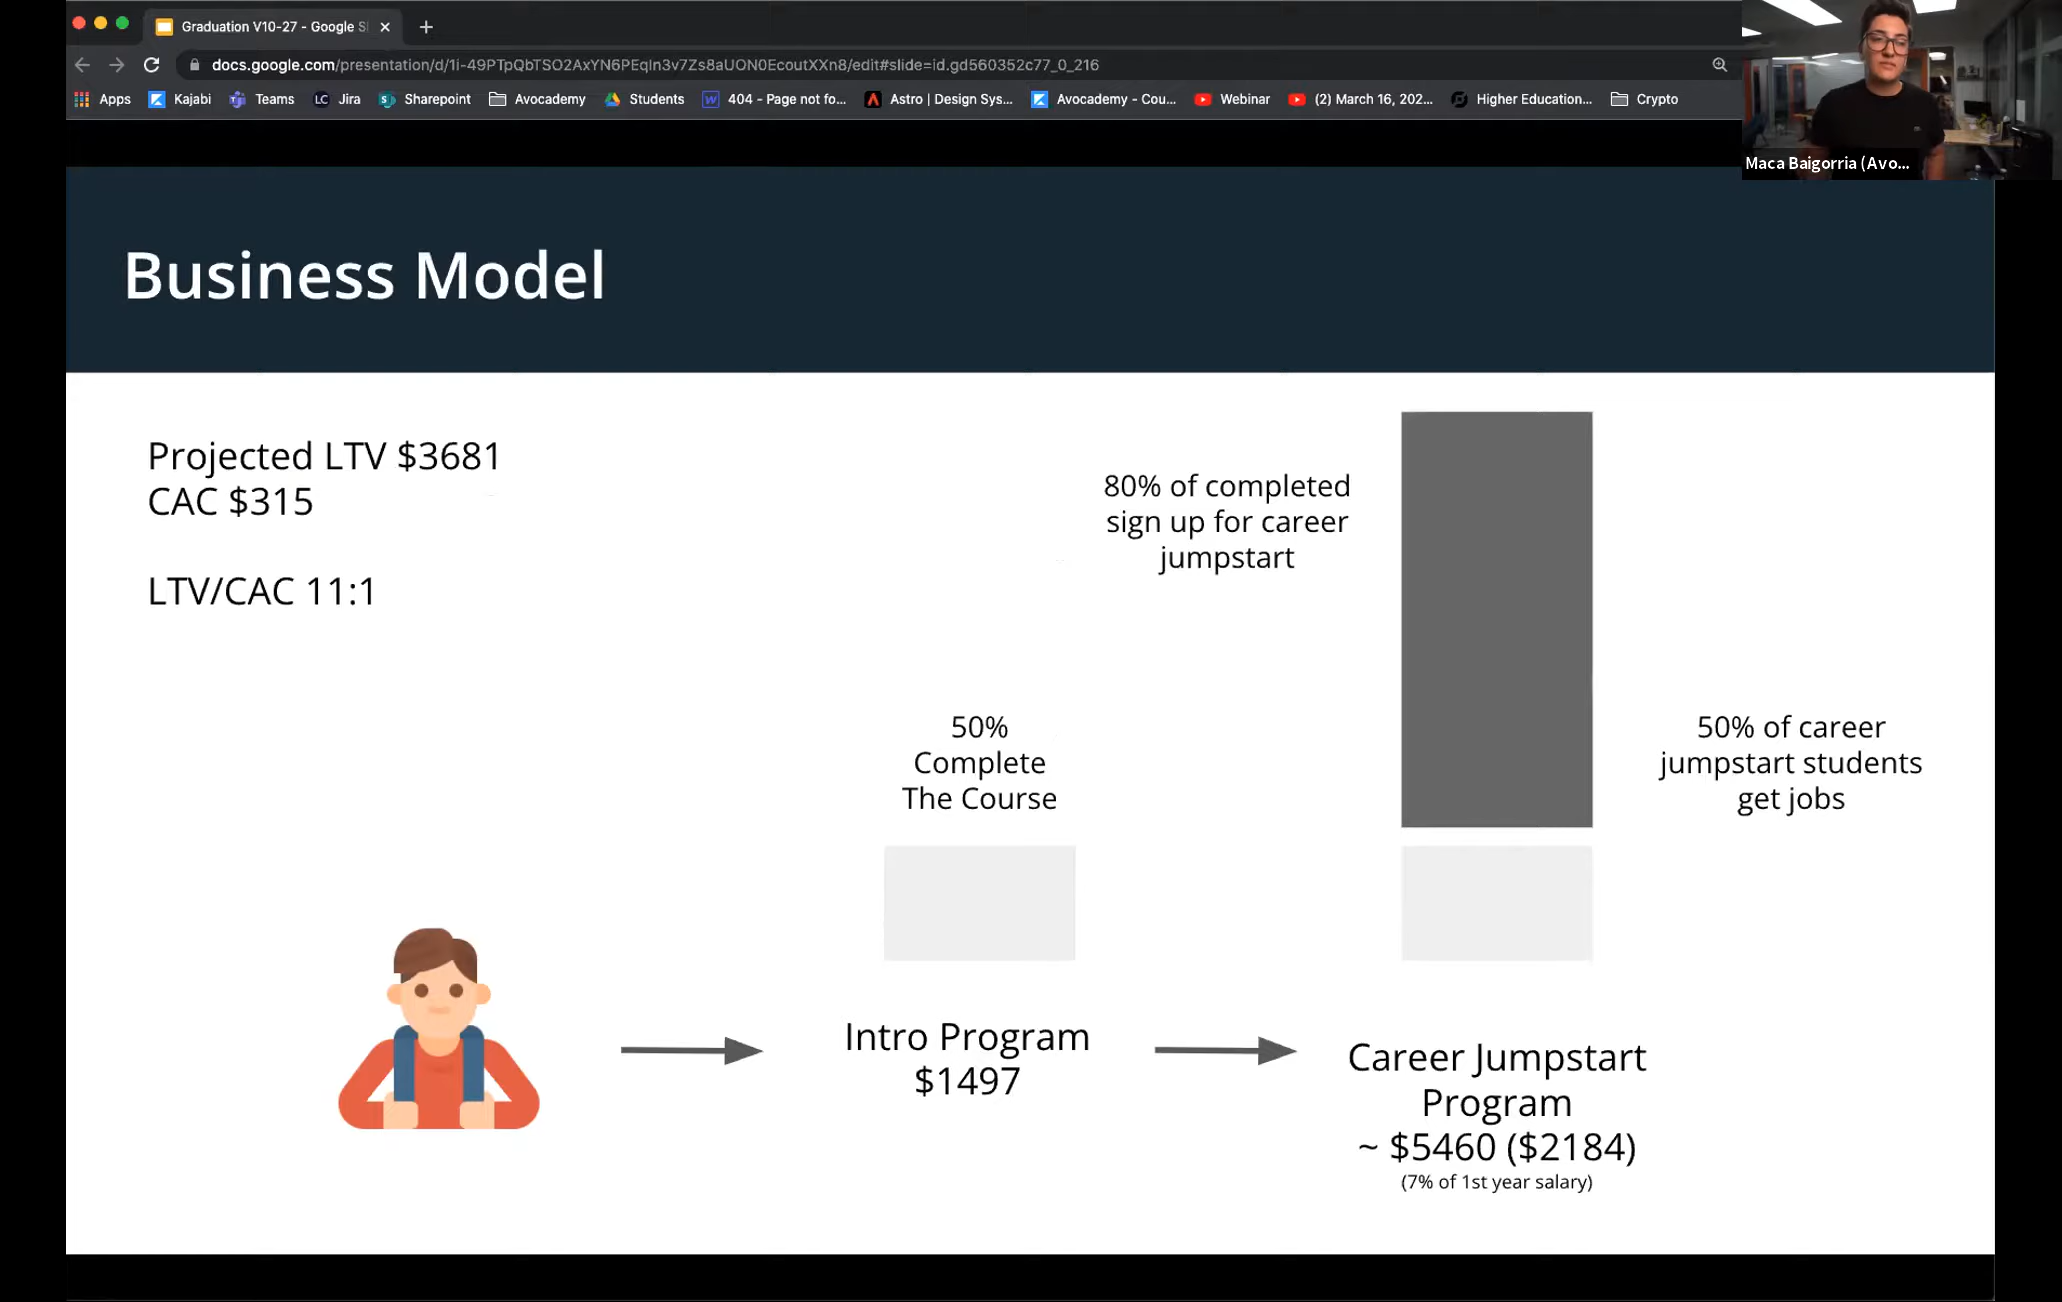 Graduation V10-27 - Google Sl
docs.google.com/presentation/d/1i-49PTpQbTSO2AxYN6PEqIn3v7Zs8aUON0EcoutXXn8/edit#slide=id.gd560352c77_0_216
Apps Kajabi Teams LC Jira Sharepoint Avocademy Students 404 - Page not fo... Astro | Design Sys... Avocademy - Cou... Webinar (2) March 16, 202... Higher Education... Crypto
Maca Baigorria (Avo...
Business Model
Projected LTV $3681
CAC $315
LTV/CAC 11:1
80% of completed
sign up for career
jumpstart
50%
Complete
The Course
50% of career
jumpstart students
get jobs
Intro Program
$1497
Career Jumpstart
Program
~ $5460 ($2184)
(7% of 1st year salary)